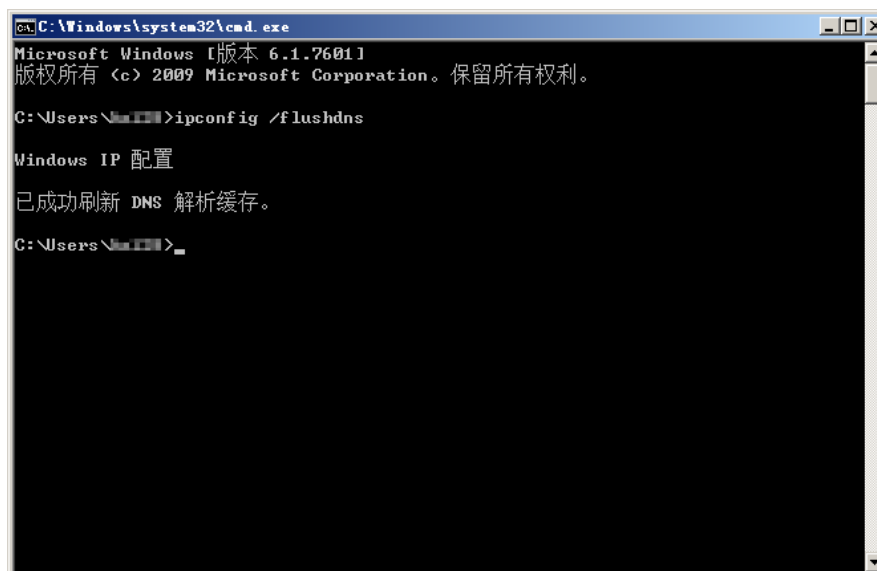 C:\Windows\system32\cmd.exe
Microsoft Windows [版本 6.1.7601]
版权所有 (c) 2009 Microsoft Corporation。保留所有权利。
C:\Users\>ipconfig /flushdns
Windows IP 配置
已成功刷新 DNS 解析缓存。
C:\Users\>_